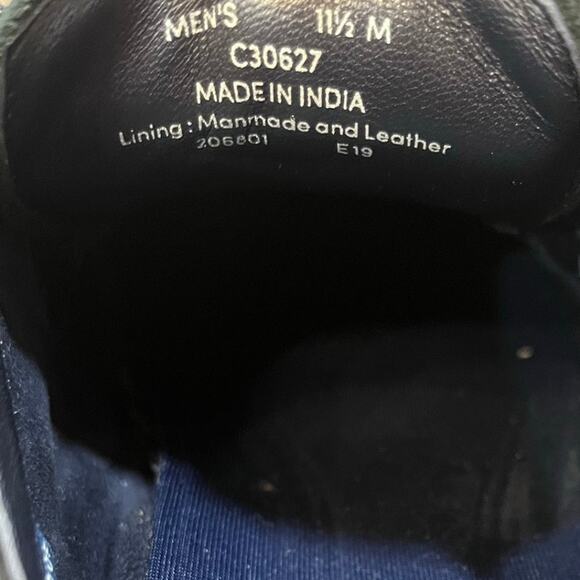 MEN'S 11½ M
C30627
MADE IN INDIA
Lining: Manmade and Leather
206801 E19